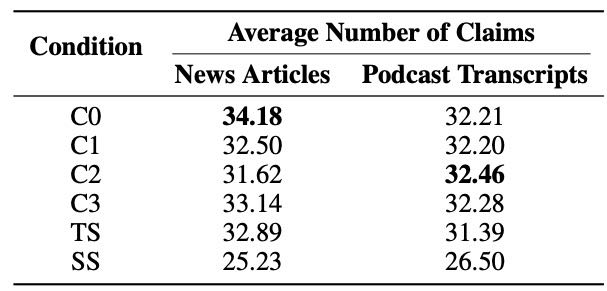 Condition Average Number of Claims
News Articles Podcast Transcripts
C0 34.18 32.21
C1 32.50 32.20
C2 31.62 32.46
C3 33.14 32.28
TS 32.89 31.39
SS 25.23 26.50